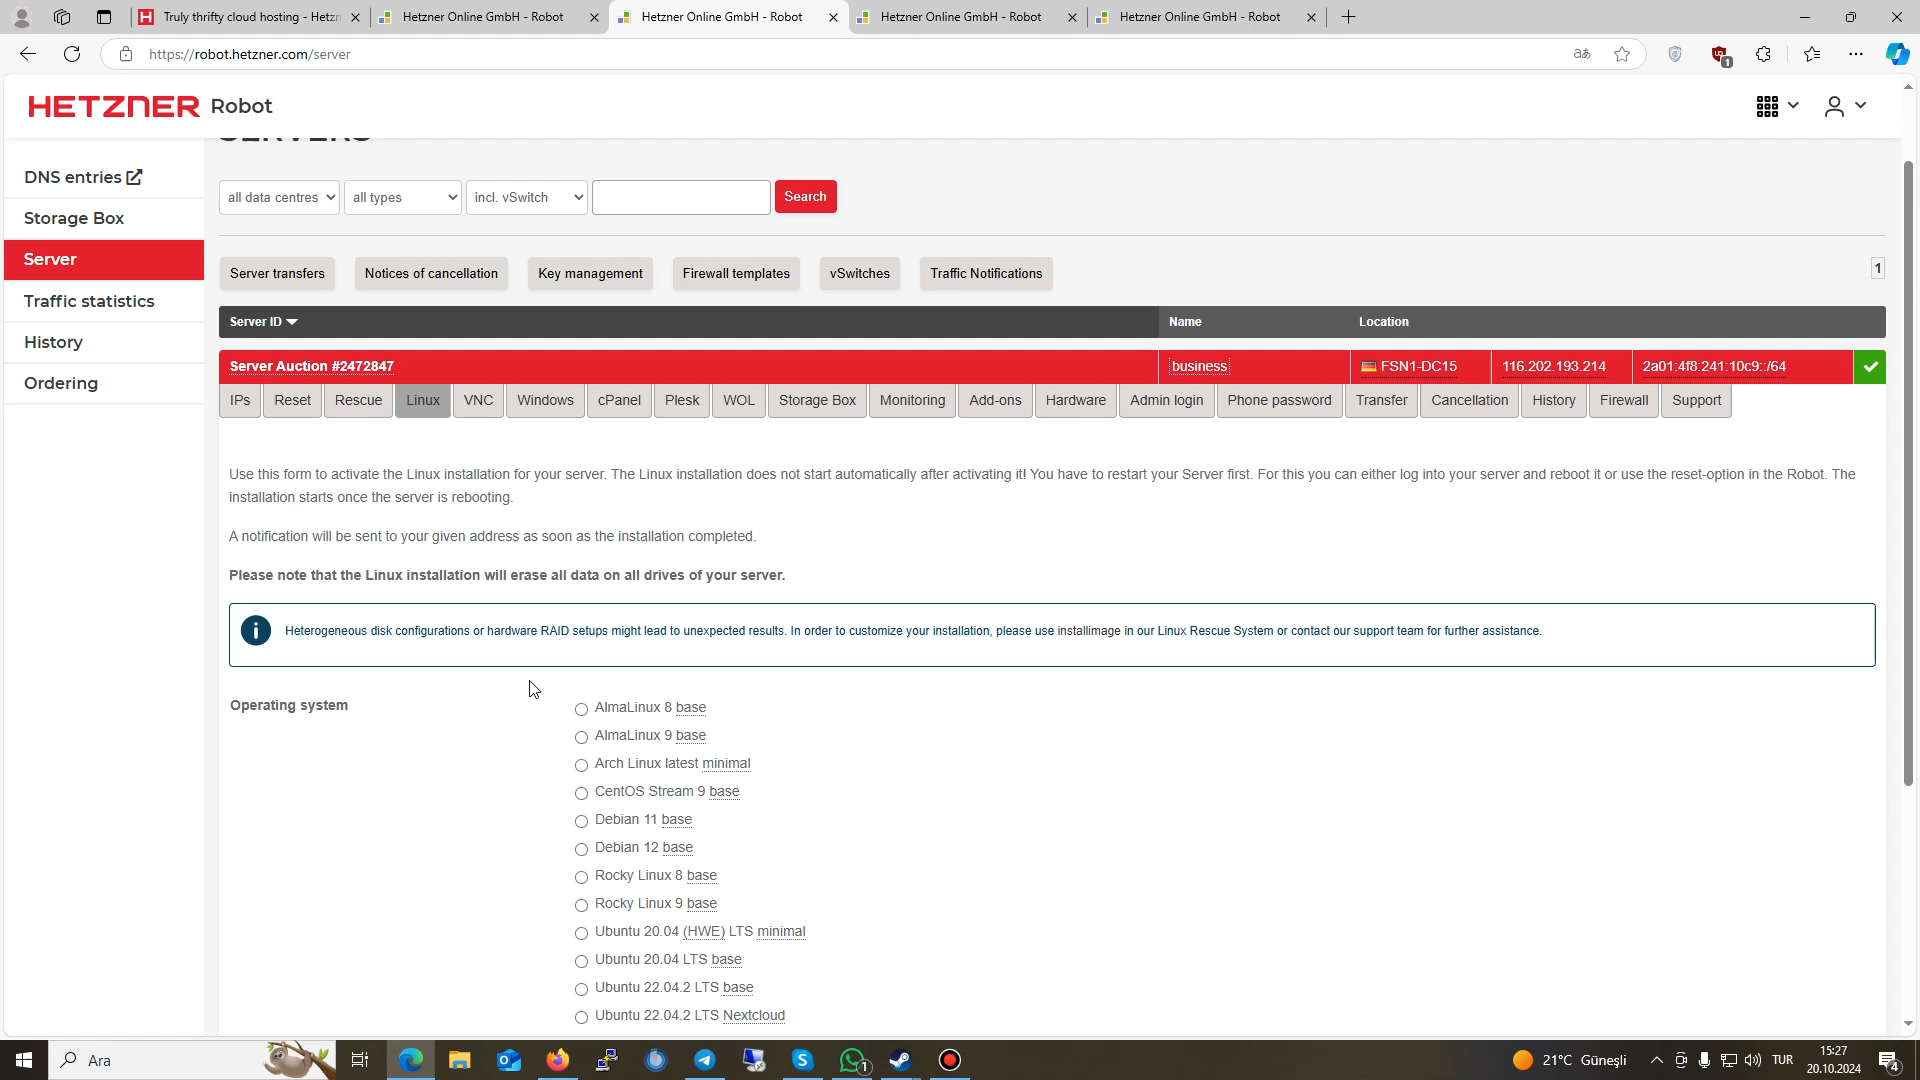 Truly thrifty cloud hosting - Hetzn
Hetzner Online GmbH - Robot
Hetzner Online GmbH - Robot
Hetzner Online GmbH - Robot
Hetzner Online GmbH - Robot
https://robot.hetzner.com/server
1
HETZNER Robot
DNS entries
Storage Box
Server
Traffic statistics
History
Ordering
all data centres
all types
incl. vSwitch
Search
Server transfers
Notices of cancellation
Key management
Firewall templates
vSwitches
Traffic Notifications
1
Server ID
Name
Location
Server Auction #2472847
business
FSN1-DC15
116.202.193.214
2a01:4f8:241:10c9::/64
IPs
Reset
Rescue
Linux
VNC
Windows
cPanel
Plesk
WOL
Storage Box
Monitoring
Add-ons
Hardware
Admin login
Phone password
Transfer
Cancellation
History
Firewall
Support
Use this form to activate the Linux installation for your server. The Linux installation does not start automatically after activating it! You have to restart your Server first. For this you can either log into your server and reboot it or use the reset-option in the Robot. The
installation starts once the server is rebooting.
A notification will be sent to your given address as soon as the installation completed.
Please note that the Linux installation will erase all data on all drives of your server.
Heterogeneous disk configurations or hardware RAID setups might lead to unexpected results. In order to customize your installation, please use installimage in our Linux Rescue System or contact our support team for further assistance.
Operating system
AlmaLinux 8 base
AlmaLinux 9 base
Arch Linux latest minimal
CentOS Stream 9 base
Debian 11 base
Debian 12 base
Rocky Linux 8 base
Rocky Linux 9 base
Ubuntu 20.04 (HWE) LTS minimal
Ubuntu 20.04 LTS base
Ubuntu 22.04.2 LTS base
Ubuntu 22.04.2 LTS Nextcloud
Ara
1
21°C Güneşli
TUR
15:27
20.10.2024
4